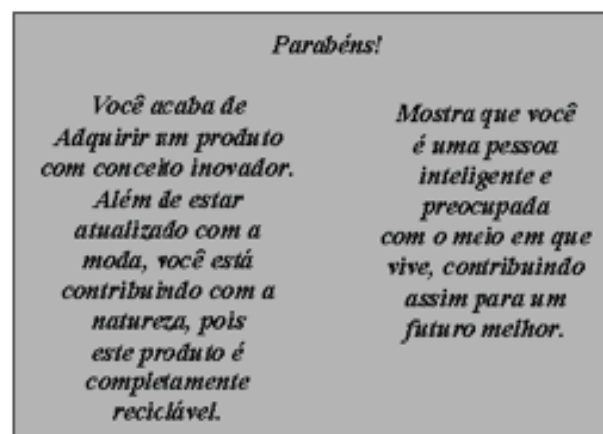 Parabéns!
Você acaba de
Adquirir um produto
com conceito inovador.
Além de estar
atualizado com a
moda, você está
contribuindo com a
natureza, pois
este produto é
completamente
reciclável.
Mostra que você
é uma pessoa
inteligente e
preocupada
com o meio em que
vive, contribuindo
assim para um
futuro melhor.